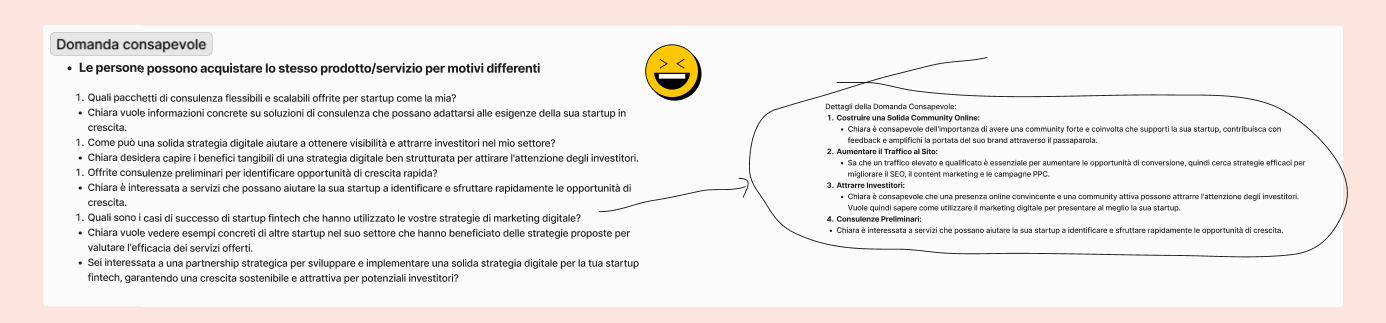 Domanda consapevole
• Le persone possono acquistare lo stesso prodotto/servizio per motivi differenti
1. Quali pacchetti di consulenza flessibili e scalabili offrite per startup come la mia?
• Chiara vuole informazioni concrete su soluzioni di consulenza che possano adattarsi alle esigenze della sua startup in
crescita.
1. Come può una solida strategia digitale aiutare a ottenere visibilità e attrarre investitori nel mio settore?
• Chiara desidera capire i benefici tangibili di una strategia digitale ben strutturata per attirare l'attenzione degli investitori.
1. Offrite consulenze preliminari per identificare opportunità di crescita rapida?
• Chiara è interessata a servizi che possano aiutare la sua startup a identificare e sfruttare rapidamente le opportunità di
crescita.
1. Quali sono i casi di successo di startup fintech che hanno utilizzato le vostre strategie di marketing digitale?
• Chiara vuole vedere esempi concreti di altre startup nel suo settore che hanno beneficiato delle strategie proposte per
valutare l'efficacia dei servizi offerti.
• Sei interessata a una partnership strategica per sviluppare e implementare una solida strategia digitale per la tua startup
fintech, garantendo una crescita sostenibile e attrattiva per potenziali investitori?
Dettagli della Domanda Consapevole:
1. Costruire una Solida Community Online:
• Chiara è consapevole dell'importanza di avere una community forte e coinvolta che supporti la sua startup, contribuisca con
feedback e amplifichi la portata del suo brand attraverso il passaparola.
2. Aumentare il Traffico al Sito:
• Sa che un traffico elevato e qualificato è essenziale per aumentare le opportunità di conversione, quindi cerca strategie efficaci per
migliorare il SEO, il content marketing e le campagne PPC.
3. Attrarre Investitori:
• Chiara è consapevole che una presenza online convincente e una community attiva possono attrarre l'attenzione degli investitori.
Vuole quindi sapere come utilizzare il marketing digitale per presentare al meglio la sua startup.
4. Consulenze Preliminari:
• Chiara è interessata a servizi che possano aiutare la sua startup a identificare e sfruttare rapidamente le opportunità di crescita.